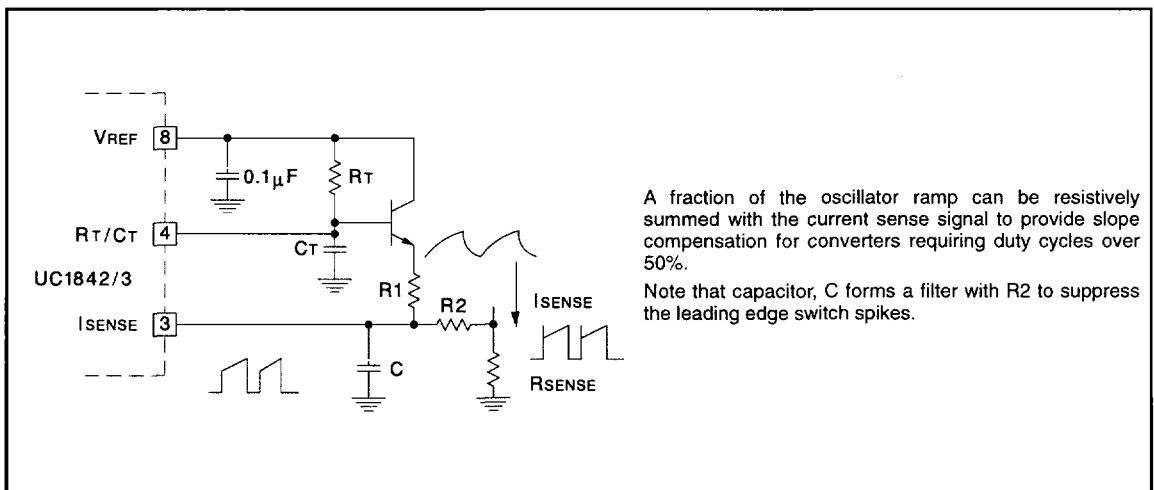 VREF 8
0.1µF
RT
RT/CT 4
CT
UC1842/3
R1
R2
ISENSE
ISENSE 3
C
RSENSE
A fraction of the oscillator ramp can be resistively
summed with the current sense signal to provide slope
compensation for converters requiring duty cycles over
50%.
Note that capacitor, C forms a filter with R2 to suppress
the leading edge switch spikes.